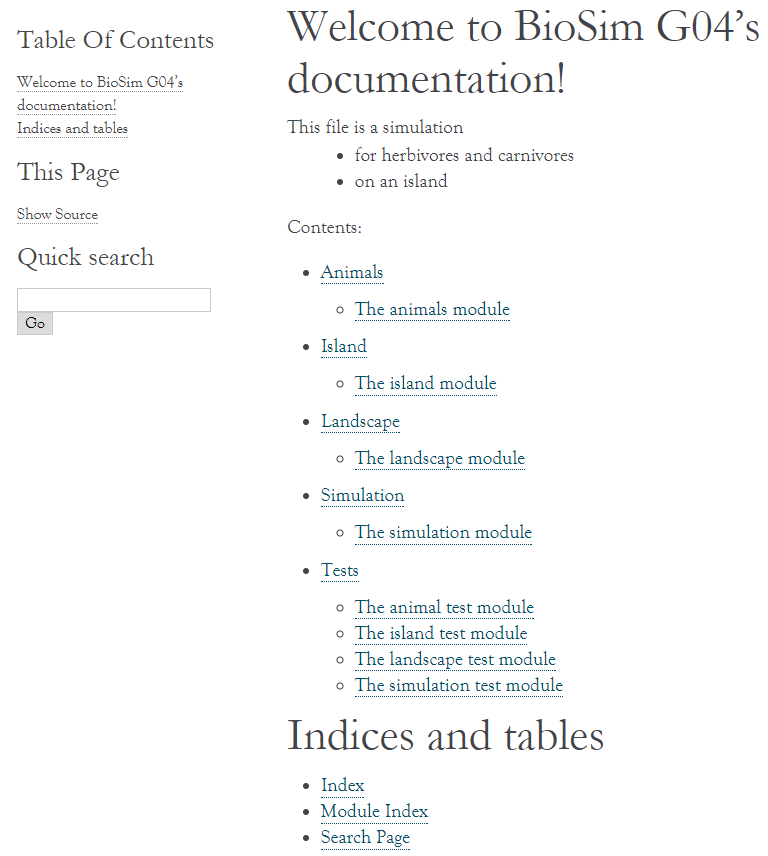 Table Of Contents
Welcome to BioSim G04’s
documentation!
Indices and tables
This Page
Show Source
Quick search
Go
Welcome to BioSim G04’s
documentation!
This file is a simulation
for herbivores and carnivores
on an island
Contents:
Animals
The animals module
Island
The island module
Landscape
The landscape module
Simulation
The simulation module
Tests
The animal test module
The island test module
The landscape test module
The simulation test module
Indices and tables
Index
Module Index
Search Page